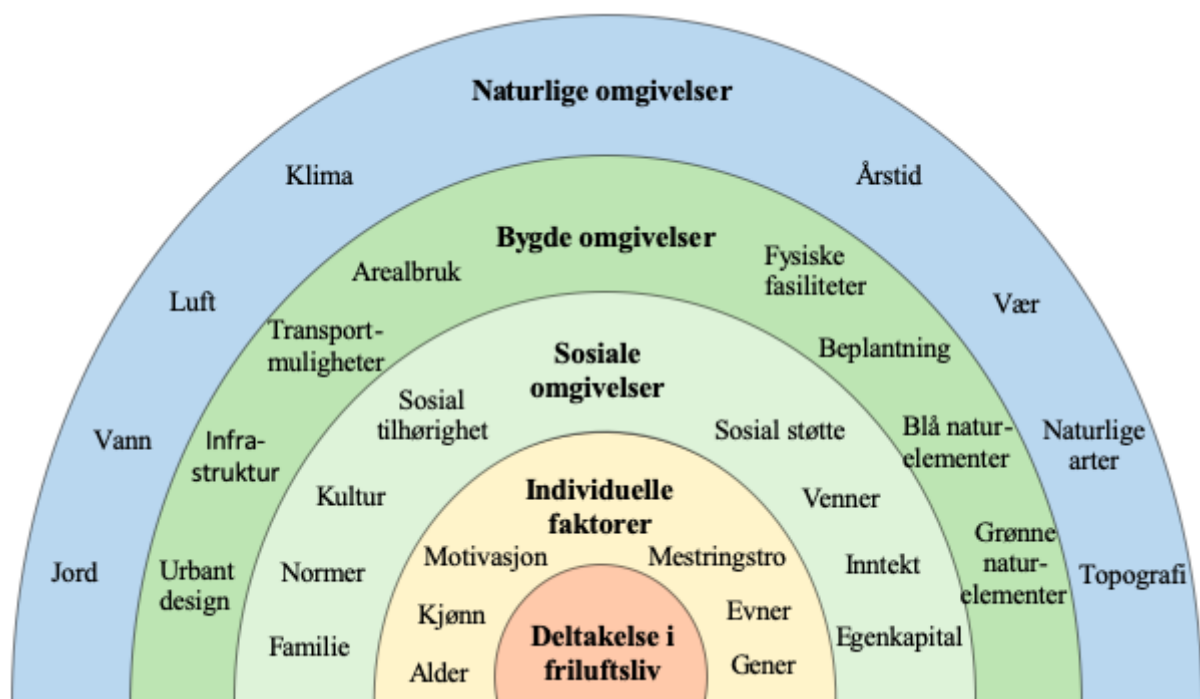 Naturlige omgivelser
Klima
Årstid
Luft
Vær
Vann
Naturlige
arter
Jord
Topografi
Bygde omgivelser
Arealbruk
Fysiske
fasiliteter
Transport-
muligheter
Beplantning
Infra-
struktur
Blå natur-
elementer
Urbant
design
Grønne
natur-
elementer
Sosiale
omgivelser
Sosial
tilhørighet
Sosial støtte
Kultur
Venner
Normer
Inntekt
Familie
Egenkapital
Individuelle
faktorer
Motivasjon
Mestringstro
Kjønn
Evner
Alder
Gener
Deltakelse i
friluftsliv